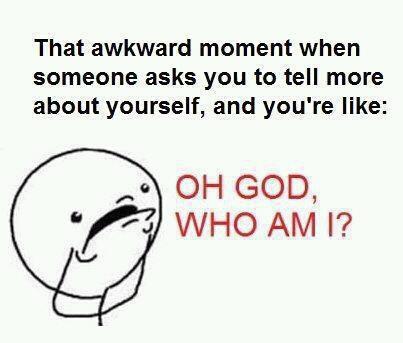 That awkward moment when
someone asks you to tell more
about yourself, and you're like:
OH GOD,
WHO AM I?